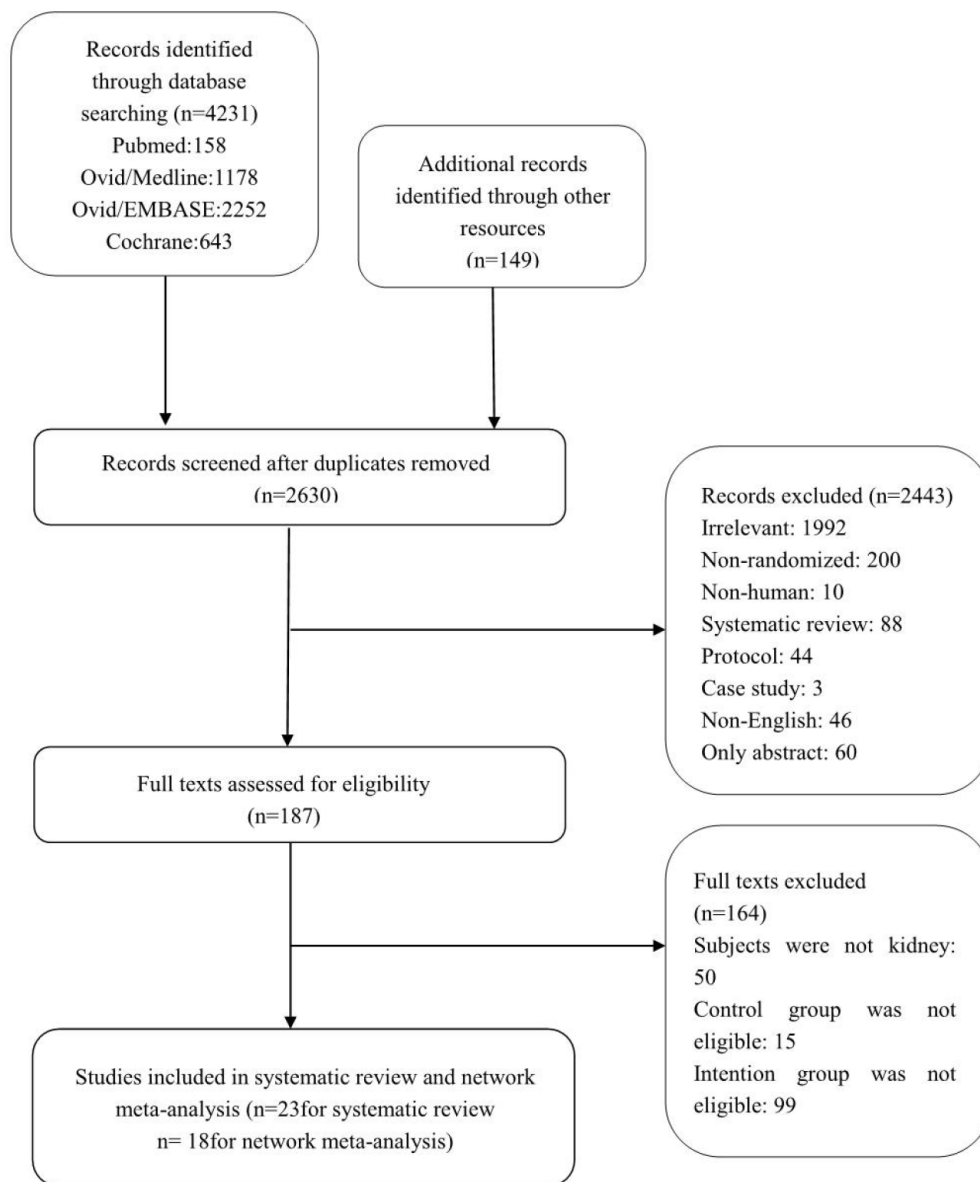 Records identified
through database
searching (n=4231)
Pubmed:158
Ovid/Medline:1178
Ovid/EMBASE:2252
Cochrane:643
Additional records
identified through other
resources
(n=149)
Records screened after duplicates removed
(n=2630)
Records excluded (n=2443)
Irrelevant: 1992
Non-randomized: 200
Non-human: 10
Systematic review: 88
Protocol: 44
Case study: 3
Non-English: 46
Only abstract: 60
Full texts assessed for eligibility
(n=187)
Full texts excluded
(n=164)
Subjects were not kidney:
50
Control group was not
eligible: 15
Intention group was not
eligible: 99
Studies included in systematic review and network
meta-analysis (n=23for systematic review
n= 18for network meta-analysis)